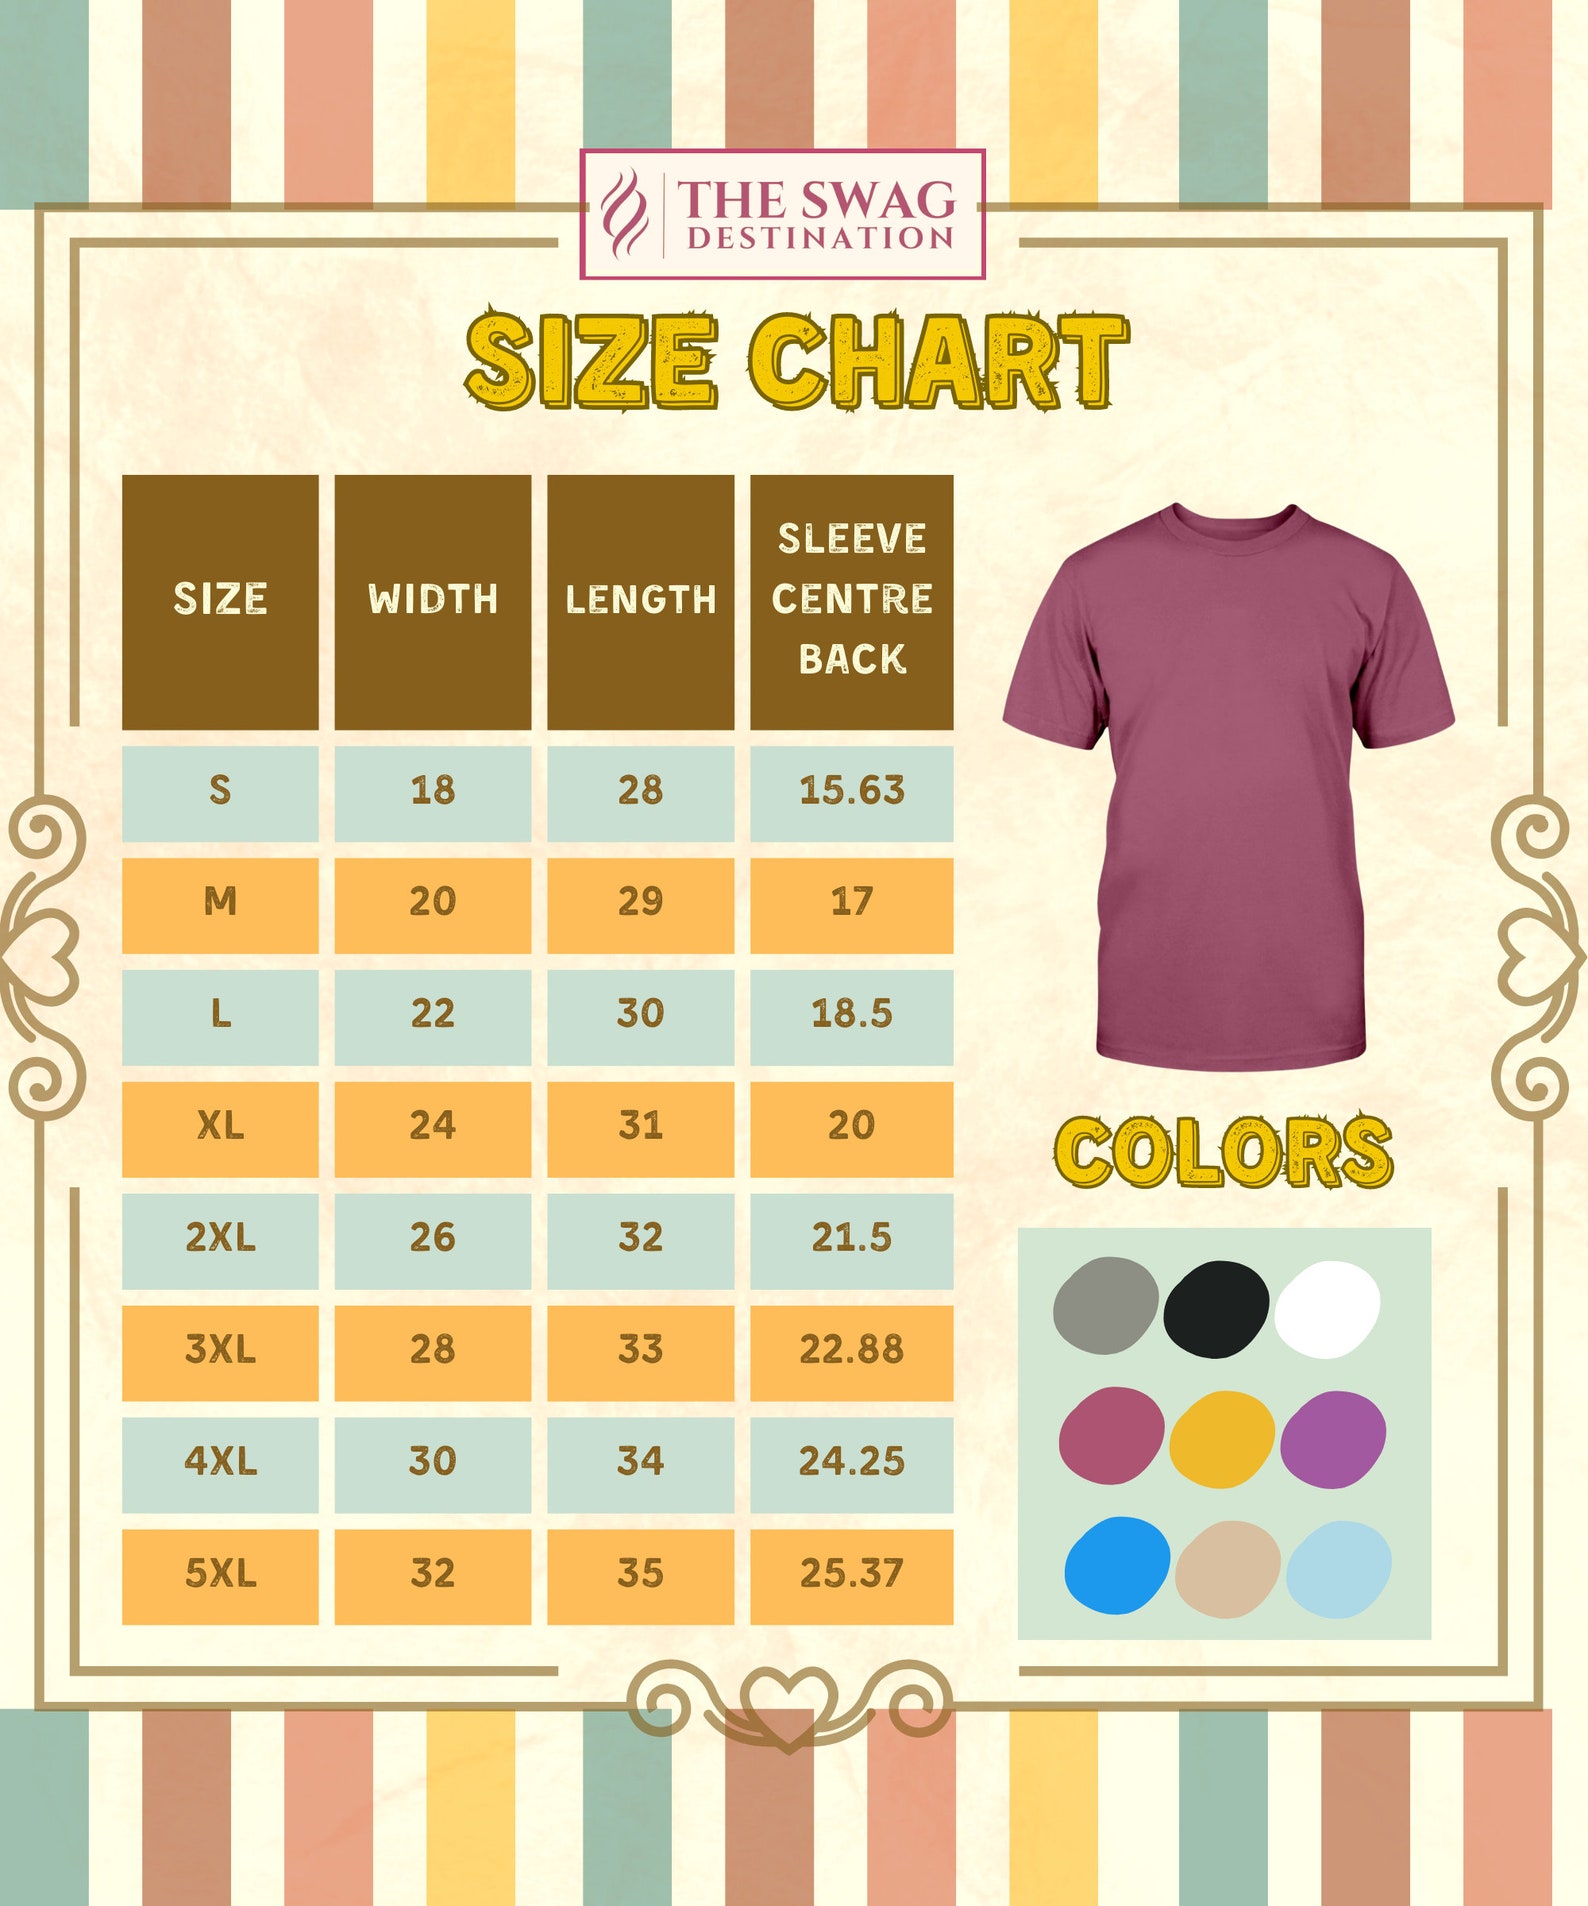 THE SWAG
DESTINATION
SIZE CHART
SIZE WIDTH LENGTH SLEEVE CENTRE BACK
S 18 28 15.63
M 20 29 17
L 22 30 18.5
XL 24 31 20
2XL 26 32 21.5
3XL 28 33 22.88
4XL 30 34 24.25
5XL 32 35 25.37
COLORS